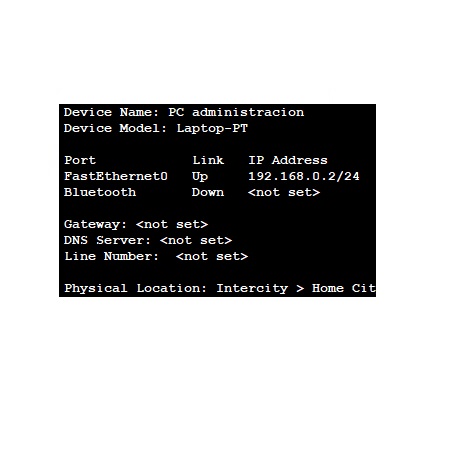 Device Name: PC administracion
Device Model: Laptop-PT
Port Link IP Address
FastEthernet0 Up 192.168.0.2/24
Bluetooth Down <not set>
Gateway: <not set>
DNS Server: <not set>
Line Number: <not set>
Physical Location: Intercity > Home Cit